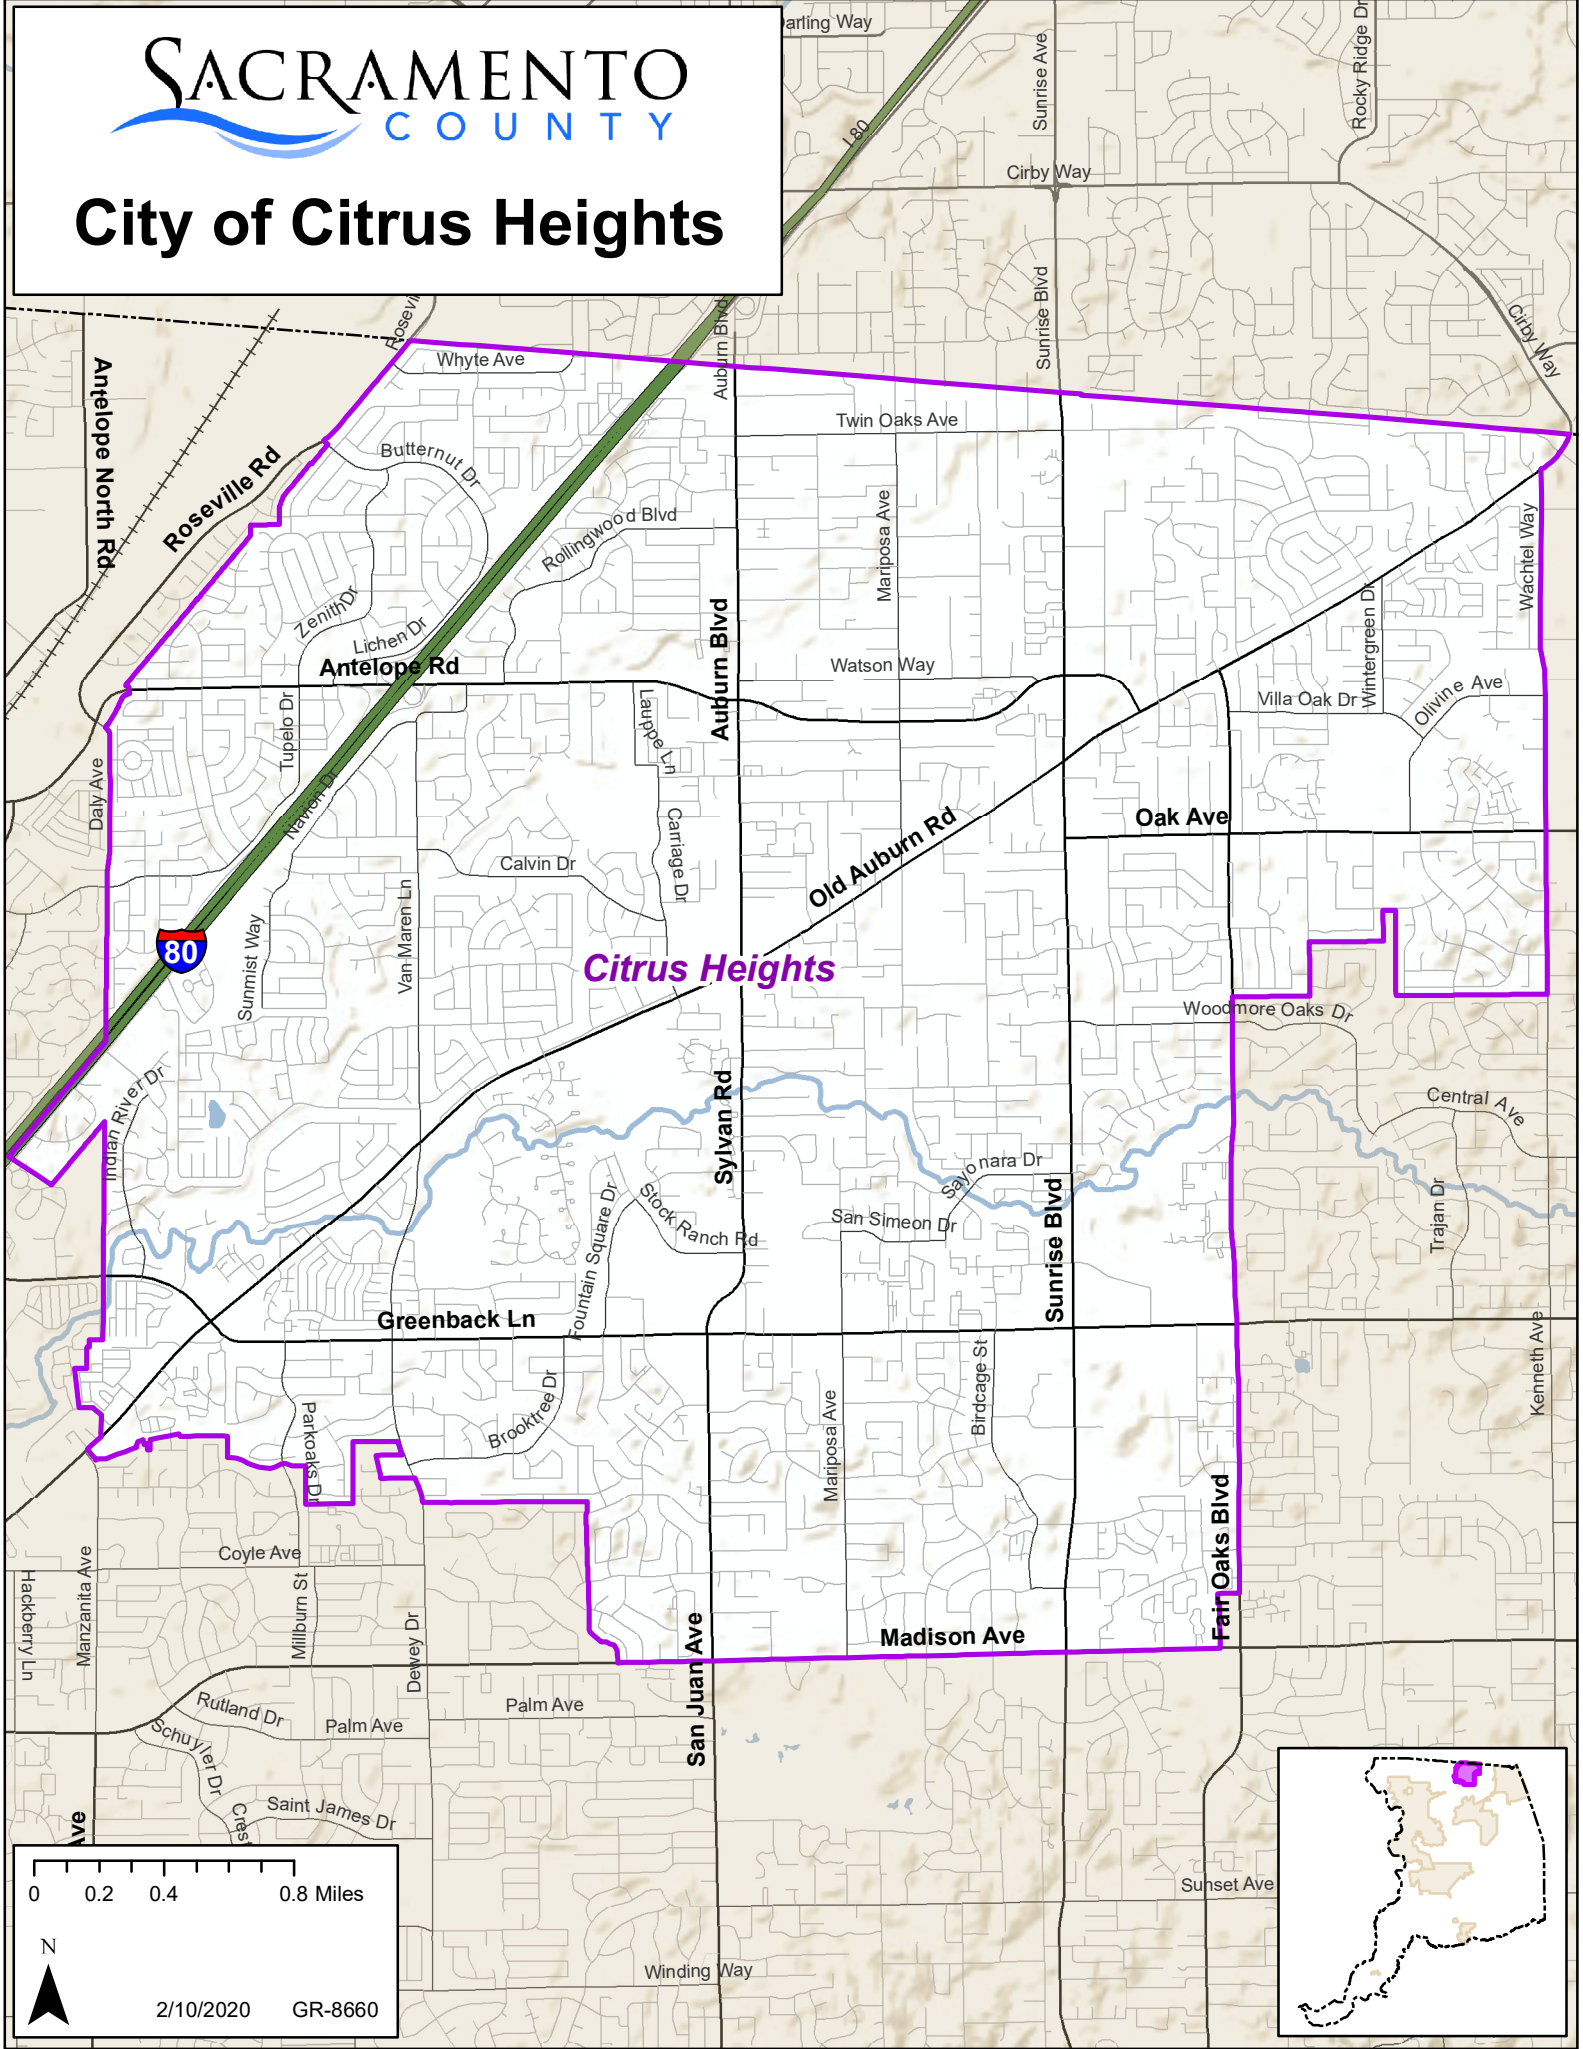 SACRAMENTO
COUNTY
City of Citrus Heights
arling Way
I 80
Sunrise Ave
Rocky Ridge Dr
Cirby Way
Sunrise Blvd
Cirby Way
Auburn Blvd
Whyte Ave
Antelope North Rd
Roseville Rd
Butternut Dr
Twin Oaks Ave
Rollingwood Blvd
Mariposa Ave
Wachtel Way
Zenith Dr
Lichen Dr
Antelope Rd
Auburn Blvd
Watson Way
Wintergreen Dr
Villa Oak Dr
Olivine Ave
Tupelo Dr
Lauppe Ln
Daly Ave
Navion Dr
Carriage Dr
Calvin Dr
Old Auburn Rd
Oak Ave
80
Sunmist Way
Van Maren Ln
Citrus Heights
Woodmore Oaks Dr
Indian River Dr
Sylvan Rd
Central Ave
Sayonara Dr
Stock Ranch Rd
San Simeon Dr
Fountain Square Dr
Sunrise Blvd
Trajan Dr
Greenback Ln
Kenneth Ave
Birdcage St
Brooktree Dr
Parkoaks Dr
Mariposa Ave
Fair Oaks Blvd
Coyle Ave
Hackberry Ln
Manzanita Ave
Millburn St
Dewey Dr
San Juan Ave
Madison Ave
Rutland Dr
Palm Ave
Palm Ave
Schuyler Dr
Saint James Dr
Crest
Ave
Sunset Ave
Winding Way
0 0.2 0.4 0.8 Miles
N
2/10/2020 GR-8660